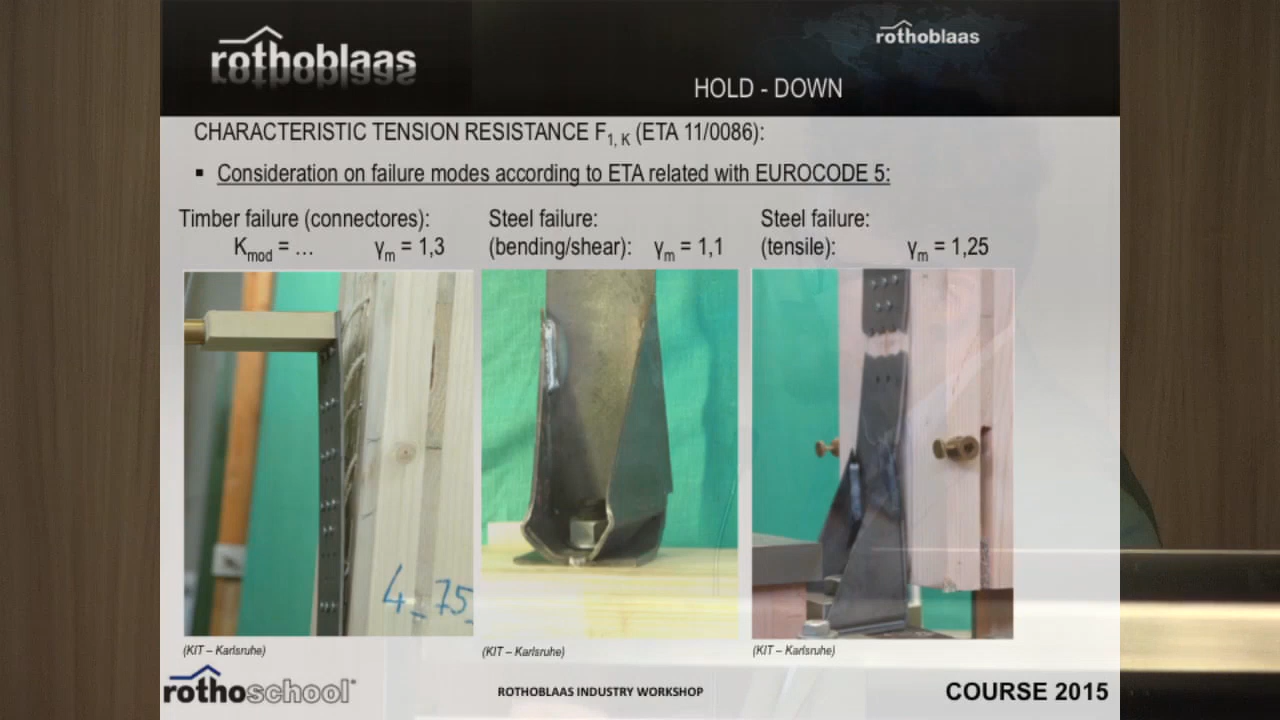 rothoblaas
rothoblaas
HOLD - DOWN
CHARACTERISTIC TENSION RESISTANCE F1, K (ETA 11/0086):
▪ Consideration on failure modes according to ETA related with EUROCODE 5:
Timber failure (connectores):
Kmod = … γm = 1,3
Steel failure:
(bending/shear): γm = 1,1
Steel failure:
(tensile): γm = 1,25
4_75
(KIT – Karlsruhe)
(KIT – Karlsruhe)
(KIT – Karlsruhe)
rothoschool
ROTHOBLAAS INDUSTRY WORKSHOP
COURSE 2015